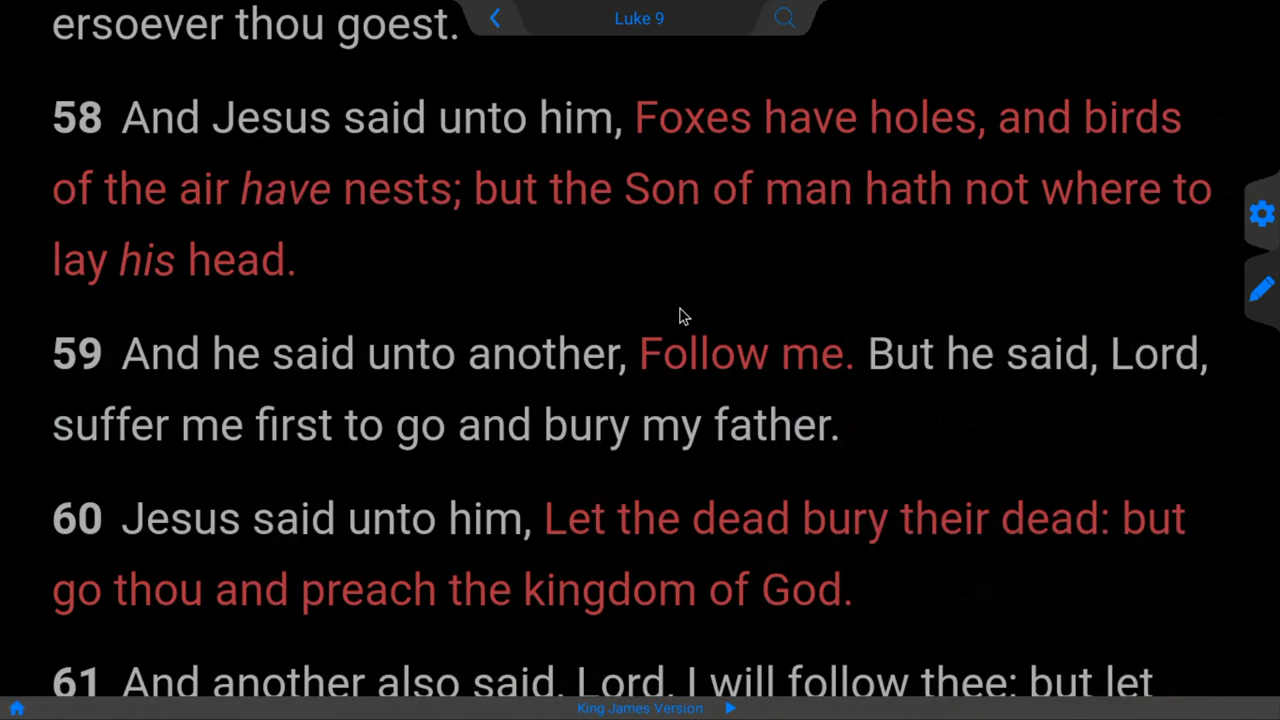 Luke 9
ersoever thou goest.
58 And Jesus said unto him, Foxes have holes, and birds
of the air have nests; but the Son of man hath not where to
lay his head.
59 And he said unto another, Follow me. But he said, Lord,
suffer me first to go and bury my father.
60 Jesus said unto him, Let the dead bury their dead: but
go thou and preach the kingdom of God.
61 And another also said, Lord, I will follow thee; but let
King James Version